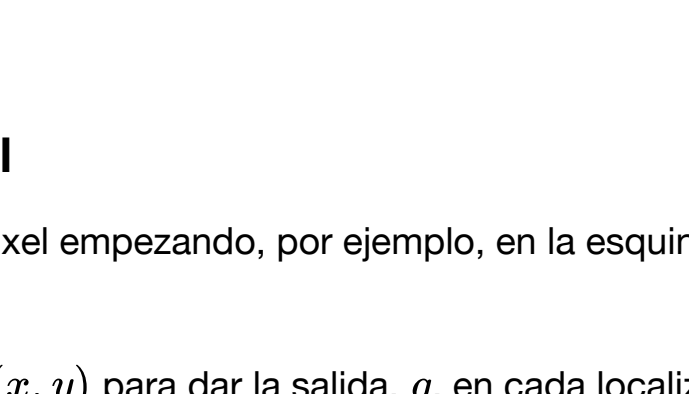 l
xel empezando, por ejemplo, en la esquin
(x, y) para dar la salida, g, en cada localiz